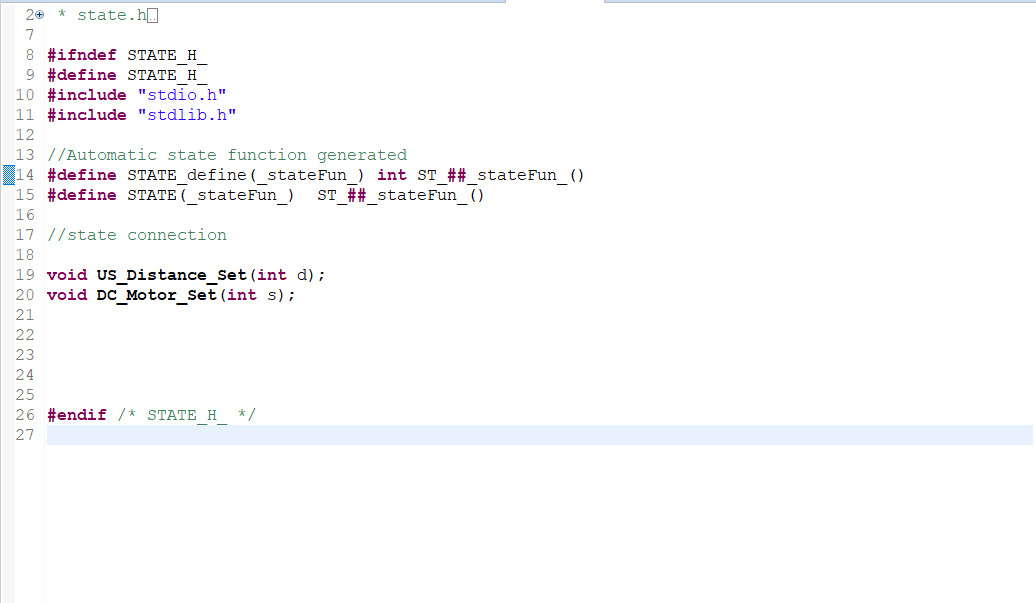 2 * state.h
7
8 #ifndef STATE_H_
9 #define STATE_H_
10 #include "stdio.h"
11 #include "stdlib.h"
12
13 //Automatic state function generated
14 #define STATE_define(_stateFun_) int ST_##_stateFun_()
15 #define STATE(_stateFun_)  ST_##_stateFun_()
16
17 //state connection
18
19 void US_Distance_Set(int d);
20 void DC_Motor_Set(int s);
21
22
23
24
25
26 #endif /* STATE_H_ */
27